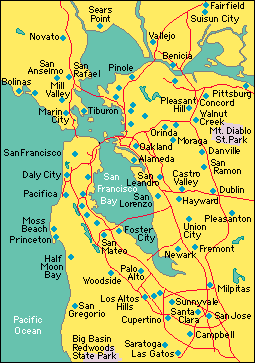 Sears
Point
Fairfield
Suisun City
Novato
Vallejo
Benicia
San
Anselmo
San
Rafael
Pinole
Bolinas
Mill
Valley
Pittsburg
Pleasant
Hill
Concord
Marin
City
Tiburon
Walnut
Creek
Orinda
Mt. Diablo
St. Park
Moraga
San Francisco
Oakland
Alameda
Danville
San
Ramon
Daly City
San
Leandro
Castro
Valley
Pacifica
San
Francisco
Bay
San
Lorenzo
Dublin
Hayward
Moss
Beach
Princeton
Foster
City
Union
City
Pleasanton
San
Mateo
Fremont
Newark
Half
Moon
Bay
Palo
Alto
Woodside
Milpitas
Los Altos
Hills
Sunnyvale
San
Gregorio
Santa
Clara
San Jose
Cupertino
Pacific
Ocean
Campbell
Big Basin
Redwoods
State Park
Saratoga
Los Gatos